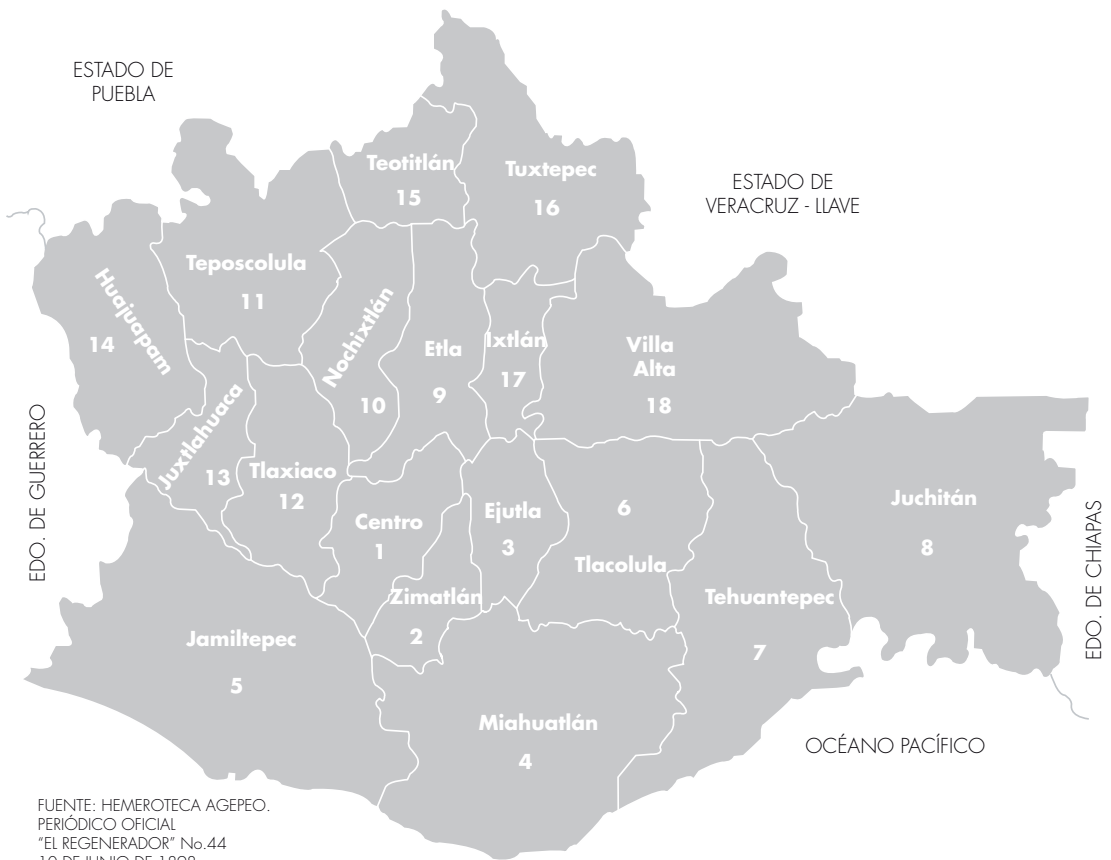 ESTADO DE
PUEBLA
ESTADO DE
VERACRUZ - LLAVE
Teotitlán
15
Tuxtepec
16
Teposcolula
11
Huajuapam
14
Nochixtlán
10
Etla
9
Ixtlán
17
Villa
Alta
18
EDO. DE GUERRERO
Juxtlahuaca
13
Tlaxiaco
12
Centro
1
Ejutla
3
6
Tlacolula
Juchitán
8
EDO. DE CHIAPAS
Zimatlán
2
Tehuantepec
7
Jamiltepec
5
Miahuatlán
4
OCÉANO PACÍFICO
FUENTE: HEMEROTECA AGEPEO.
PERIÓDICO OFICIAL
"EL REGENERADOR" No.44